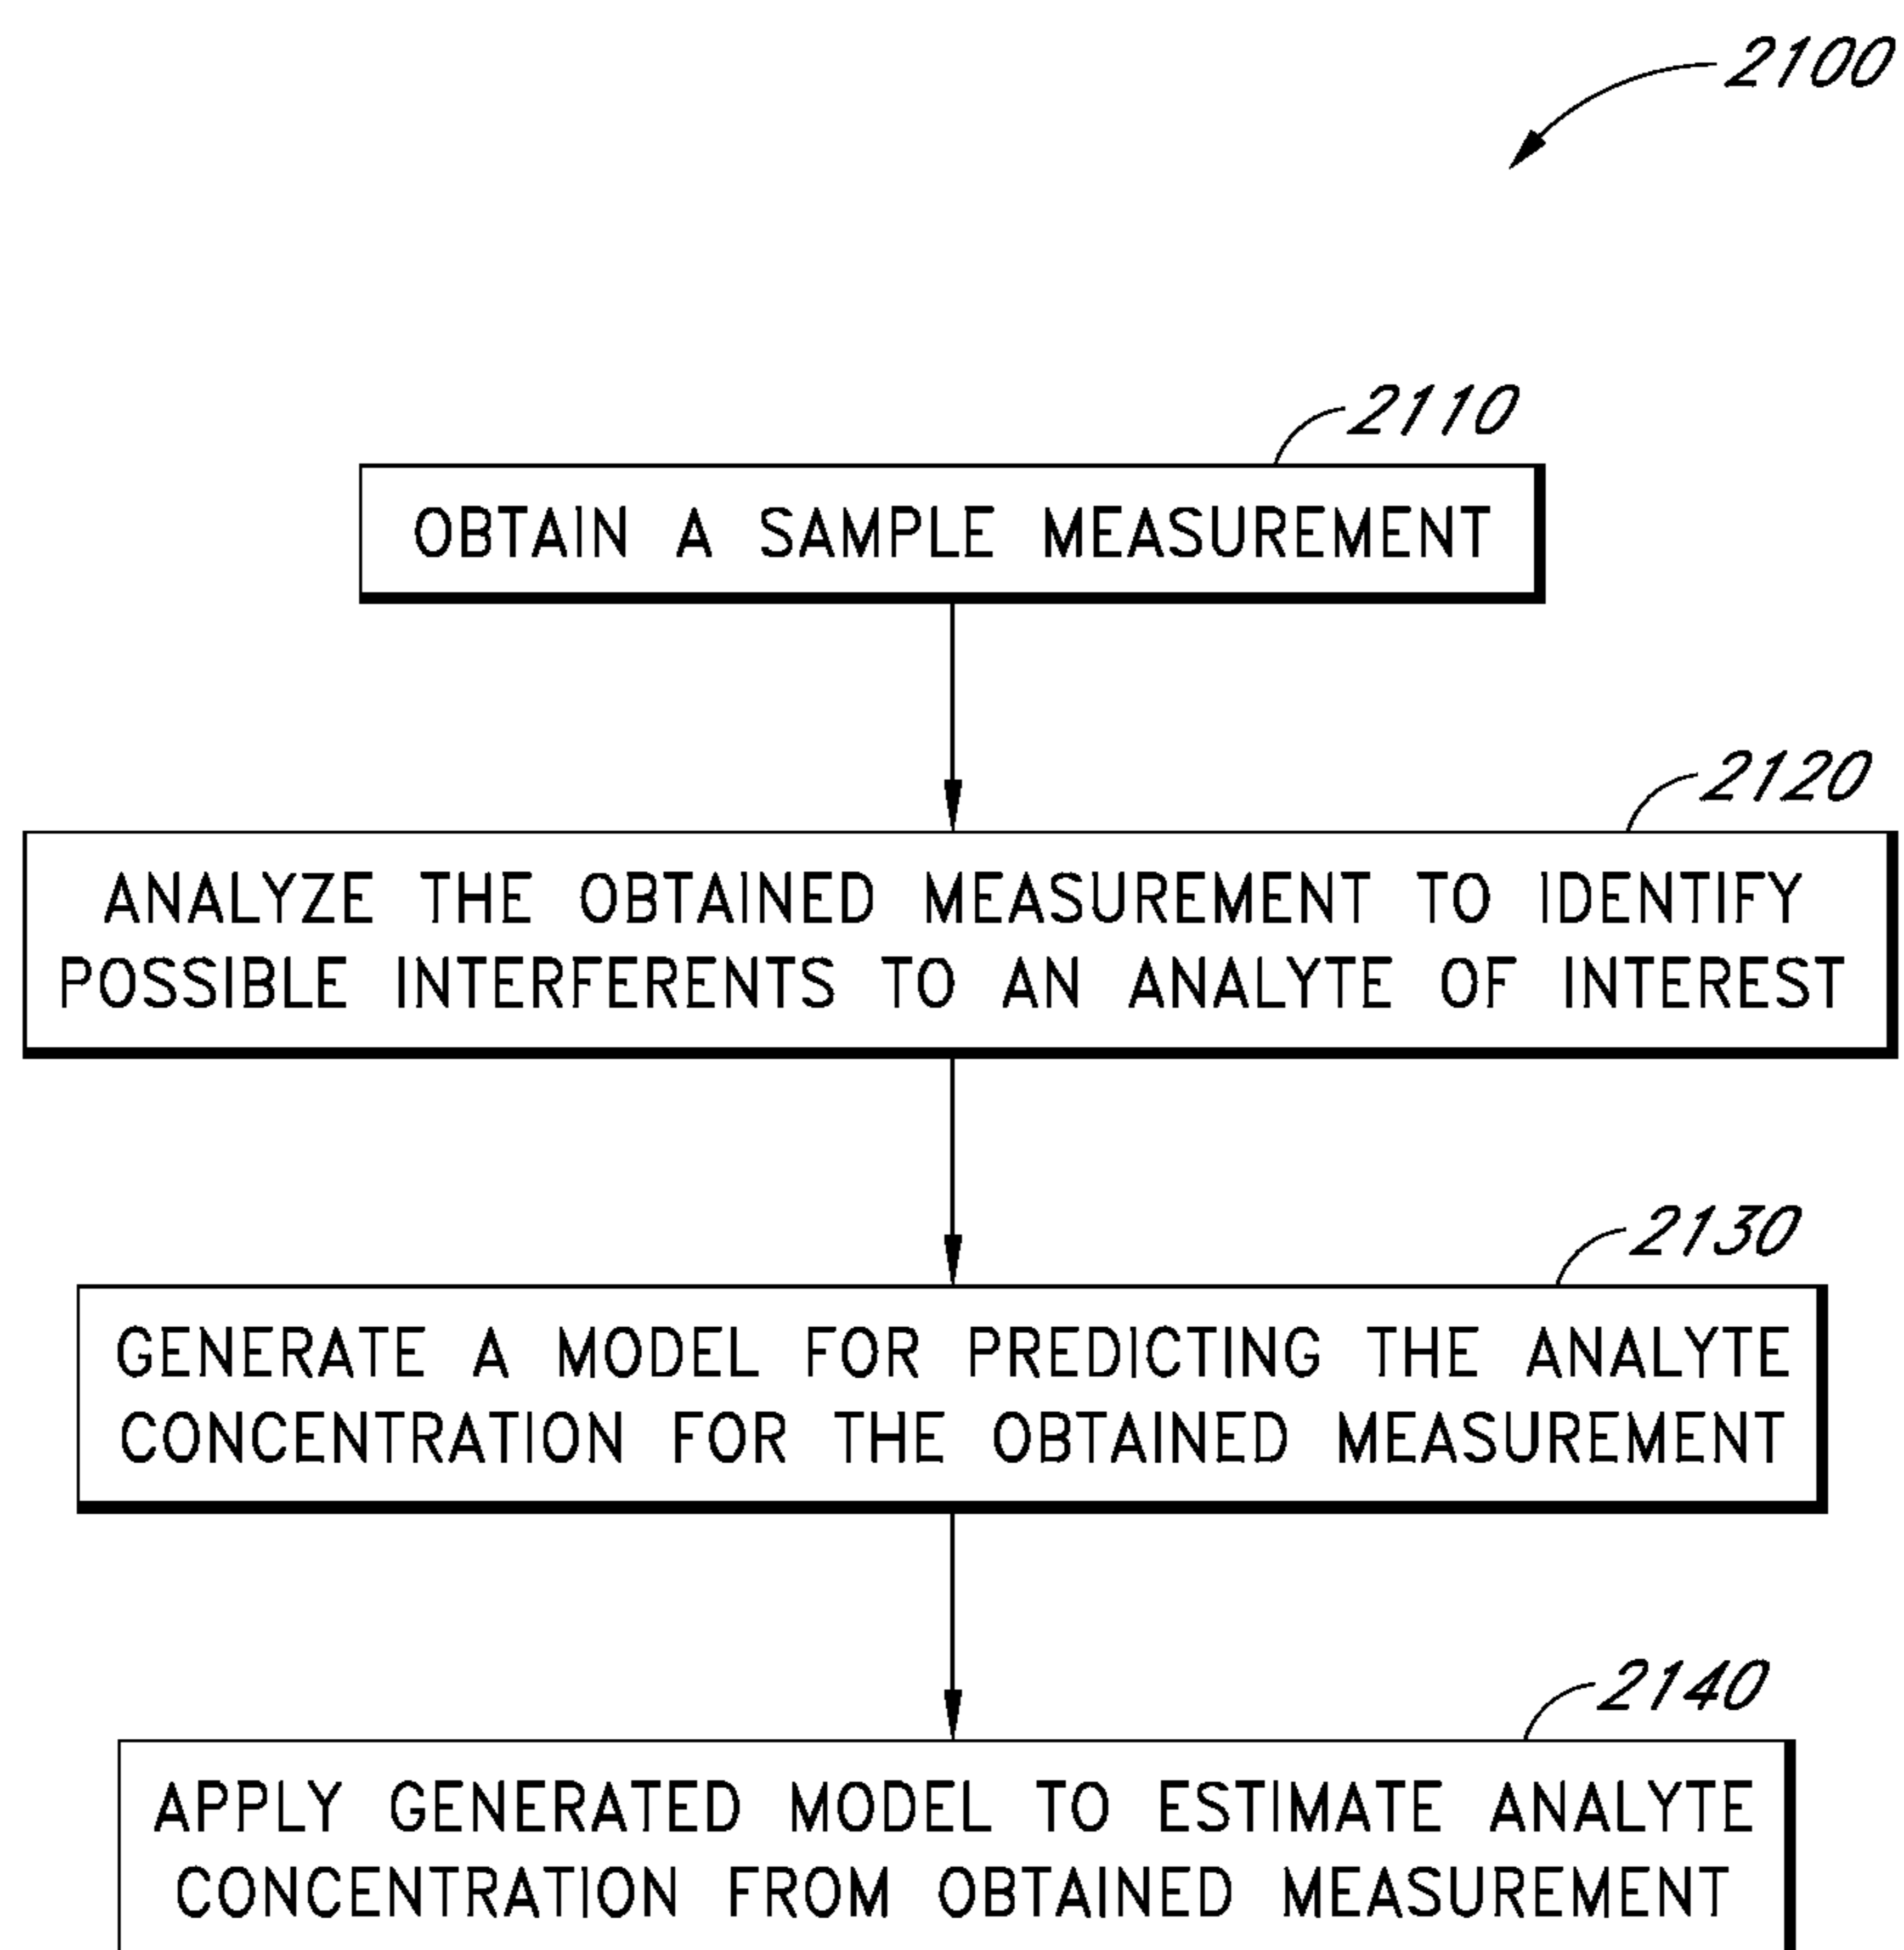 2100
2110
OBTAIN A SAMPLE MEASUREMENT
2120
ANALYZE THE OBTAINED MEASUREMENT TO IDENTIFY
POSSIBLE INTERFERENTS TO AN ANALYTE OF INTEREST
2130
GENERATE A MODEL FOR PREDICTING THE ANALYTE
CONCENTRATION FOR THE OBTAINED MEASUREMENT
2140
APPLY GENERATED MODEL TO ESTIMATE ANALYTE
CONCENTRATION FROM OBTAINED MEASUREMENT